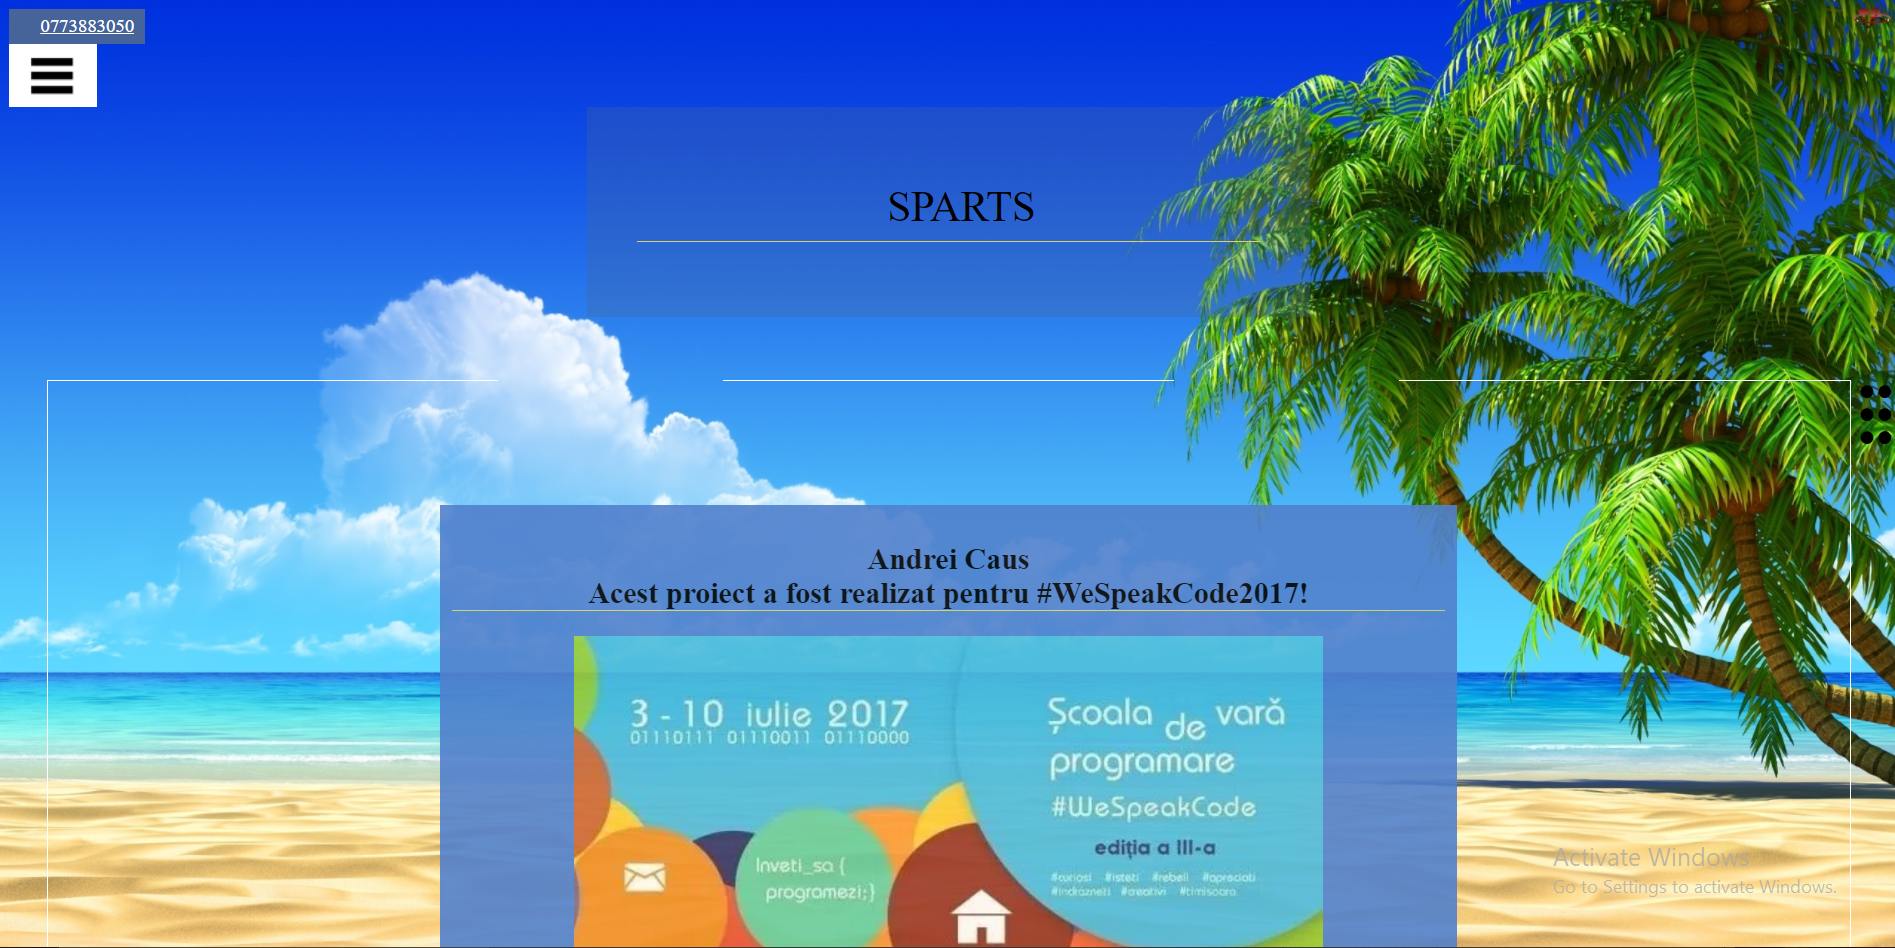 0773883050
SPARTS
Andrei Caus
Acest proiect a fost realizat pentru #WeSpeakCode2017!
3 - 10 iulie 2017
01110111 01110011 01110000
Școala de vară
programare
#WeSpeakCode
ediția a III-a
#curiosi #isteti #rebeli #apreciati
#indrazneti #creativi #timisoara
Inveti_sa {
programezi;}
Activate Windows
Go to Settings to activate Windows.